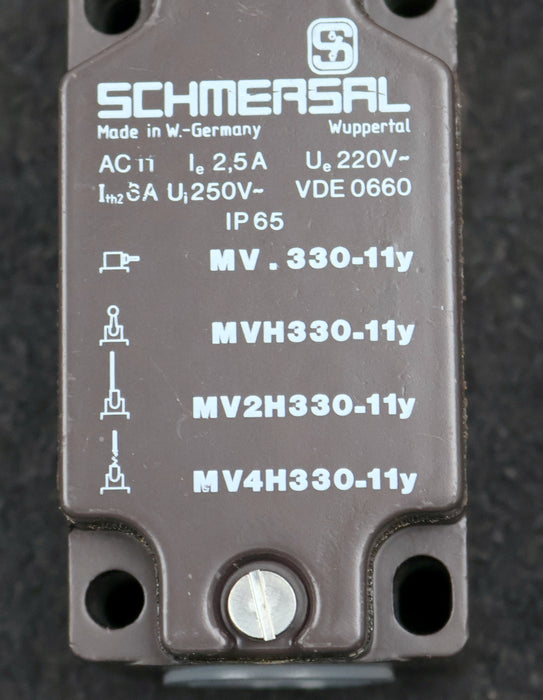 S
SCHMERSAL
Made in W.-Germany Wuppertal
AC 11 Ie 2,5 A Ue 220V~
Ith2 6A Ui 250V~ VDE 0660
IP 65
MV . 330-11y
MVH330-11y
MV2H330-11y
MV4H330-11y